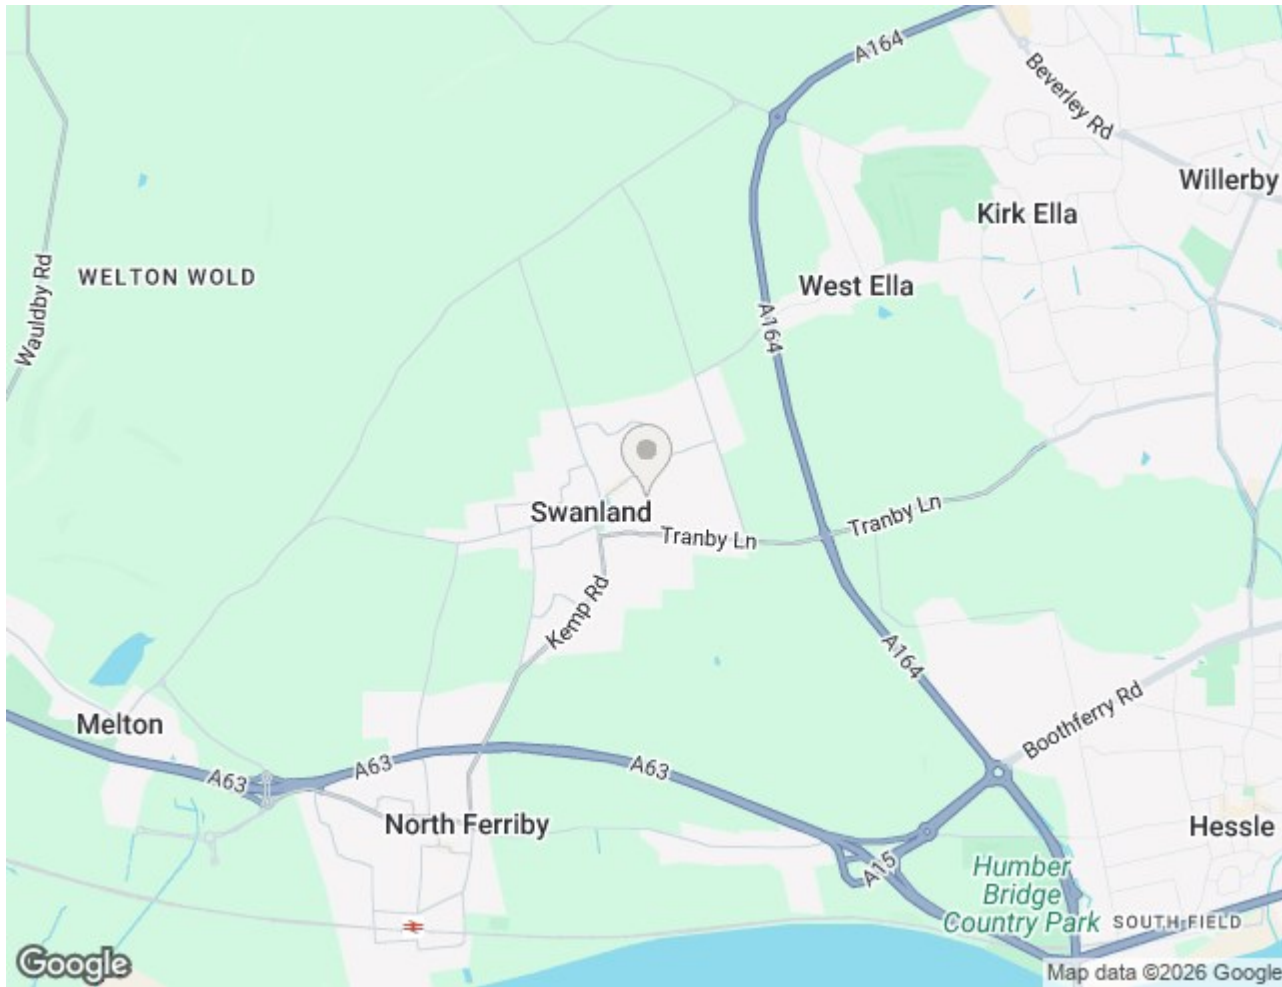 A164
Beverley Rd
Willerby
Kirk Ella
WELTON WOLD
Wauldby Rd
West Ella
A164
Swanland
Tranby Ln
Tranby Ln
Kemp Rd
A164
Boothferry Rd
Melton
A63
A63
A63
North Ferriby
Hessle
A15
Humber
Bridge
Country Park
SOUTH FIELD
Google
Map data ©2026 Google